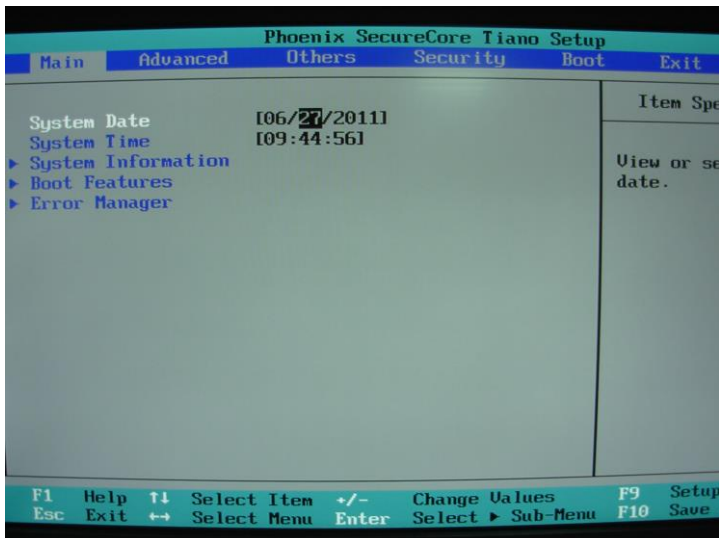 Phoenix SecureCore Tiano Setup
Main Advanced Others Security Boot Exit
Item Spe
System Date [06/27/2011]
System Time [09:44:56]
▶ System Information
▶ Boot Features
▶ Error Manager
View or se
date.
F1 Help ↑↓ Select Item +/- Change Values F9 Setup
Esc Exit ←→ Select Menu Enter Select ▶ Sub-Menu F10 Save